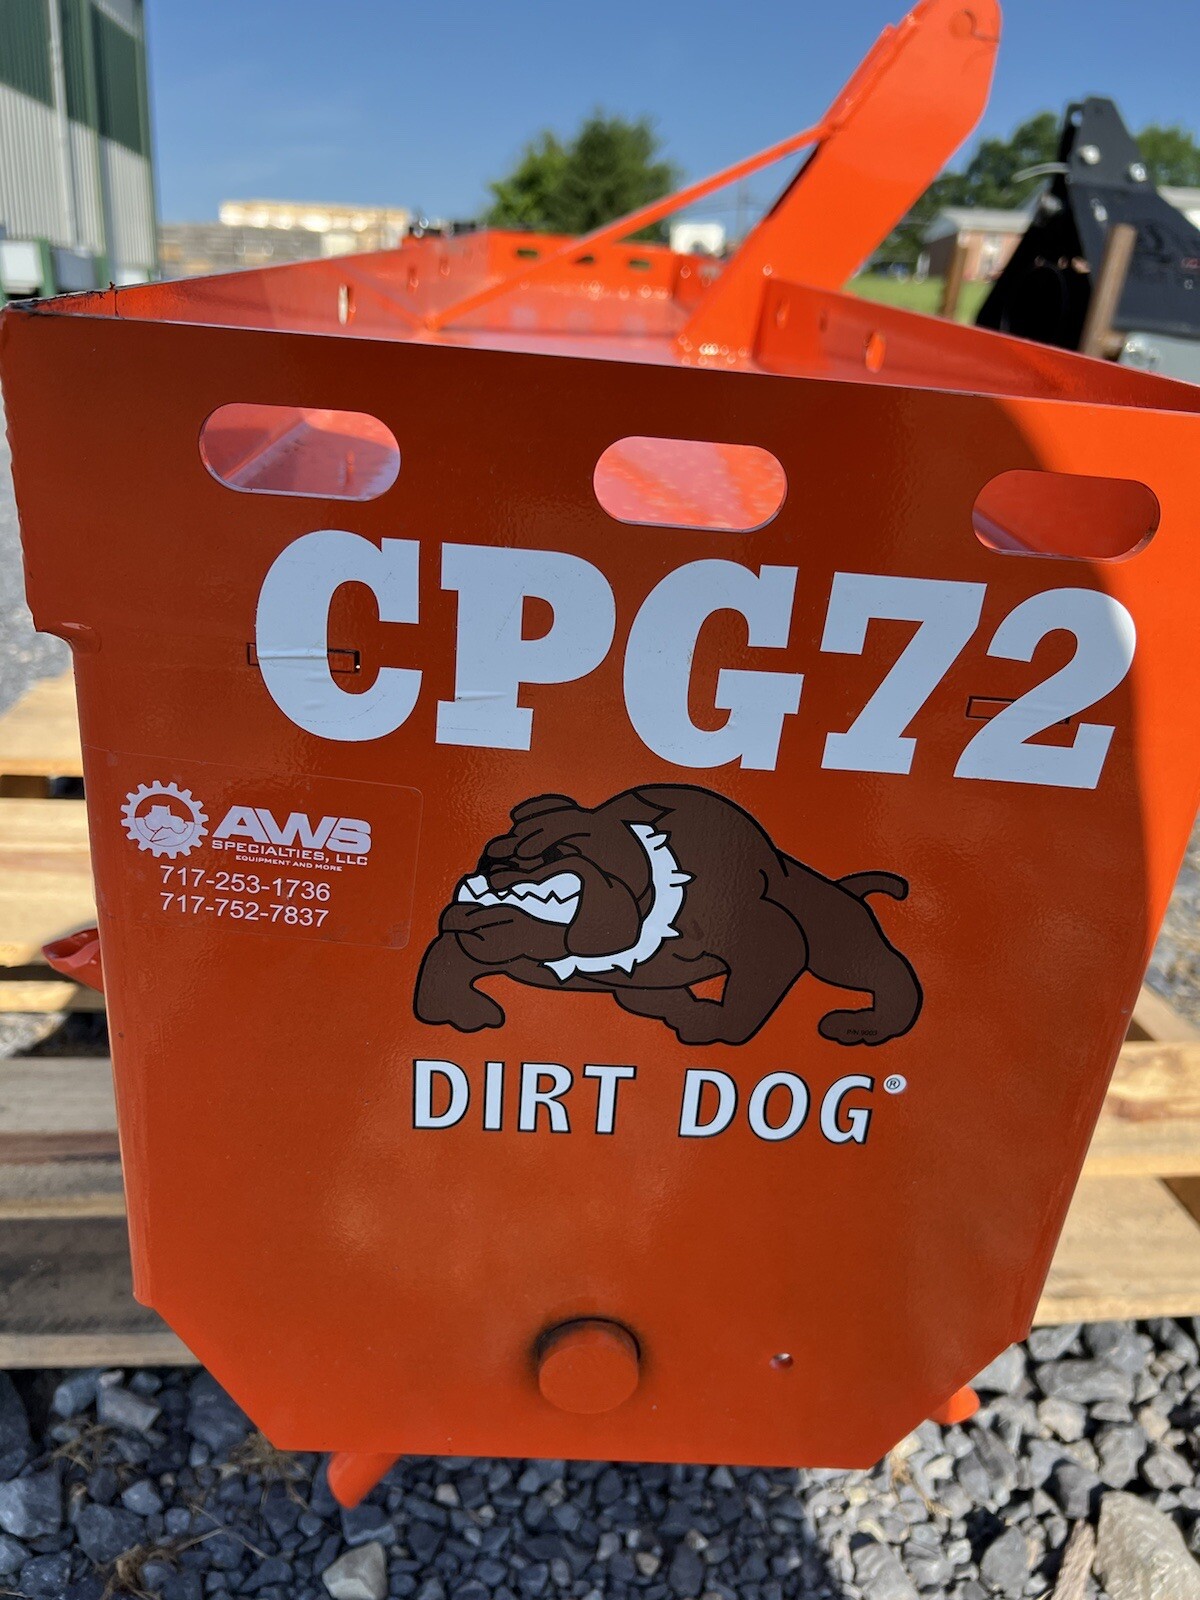 CPG72
AWS
SPECIALTIES, LLC
EQUIPMENT AND MORE
717-253-1736
717-752-7837
DIRT DOG®